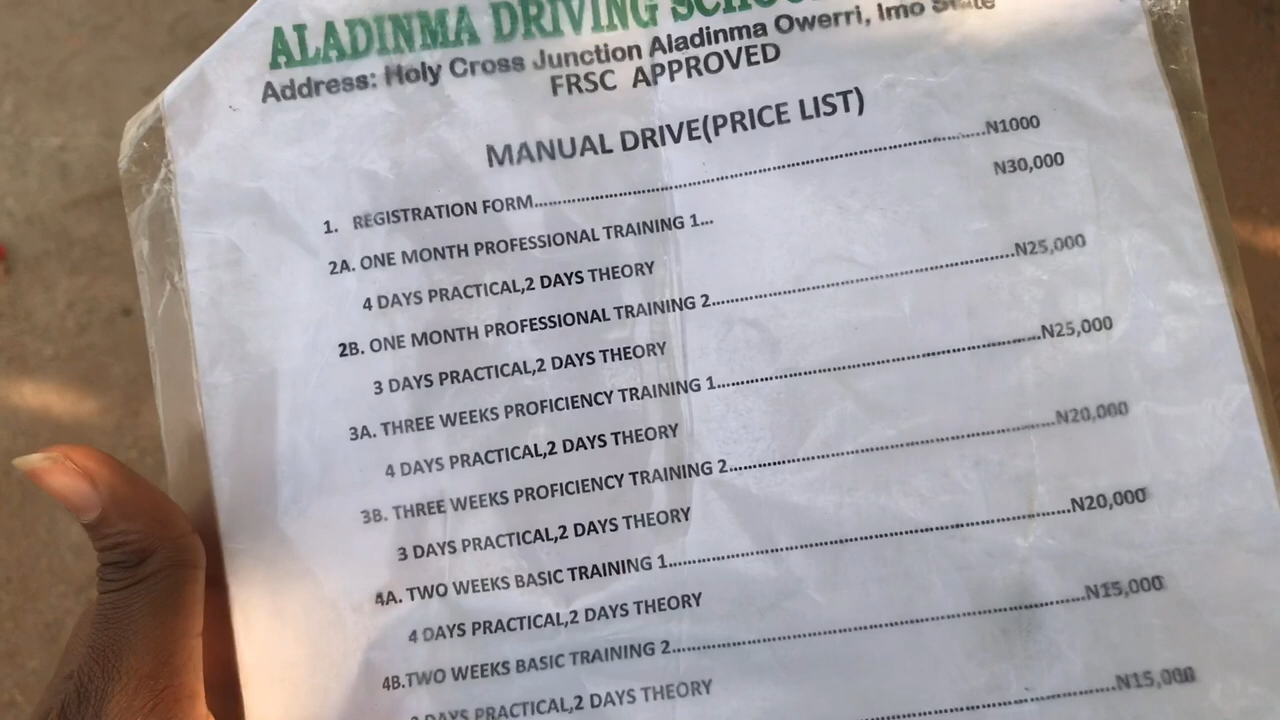 ALADINMA DRIVING SCHOOL
Address: Holy Cross Junction Aladinma Owerri, Imo State
FRSC APPROVED
MANUAL DRIVE(PRICE LIST)
1. REGISTRATION FORM..........N1000
2A. ONE MONTH PROFESSIONAL TRAINING 1... N30,000
4 DAYS PRACTICAL,2 DAYS THEORY
2B. ONE MONTH PROFESSIONAL TRAINING 2..........N25,000
3 DAYS PRACTICAL,2 DAYS THEORY
3A. THREE WEEKS PROFICIENCY TRAINING 1..........N25,000
4 DAYS PRACTICAL,2 DAYS THEORY
3B. THREE WEEKS PROFICIENCY TRAINING 2..........N20,000
3 DAYS PRACTICAL,2 DAYS THEORY
4A. TWO WEEKS BASIC TRAINING 1..........N20,000
4 DAYS PRACTICAL,2 DAYS THEORY
4B.TWO WEEKS BASIC TRAINING 2..........N15,000
DAYS PRACTICAL,2 DAYS THEORY
..........N15,000